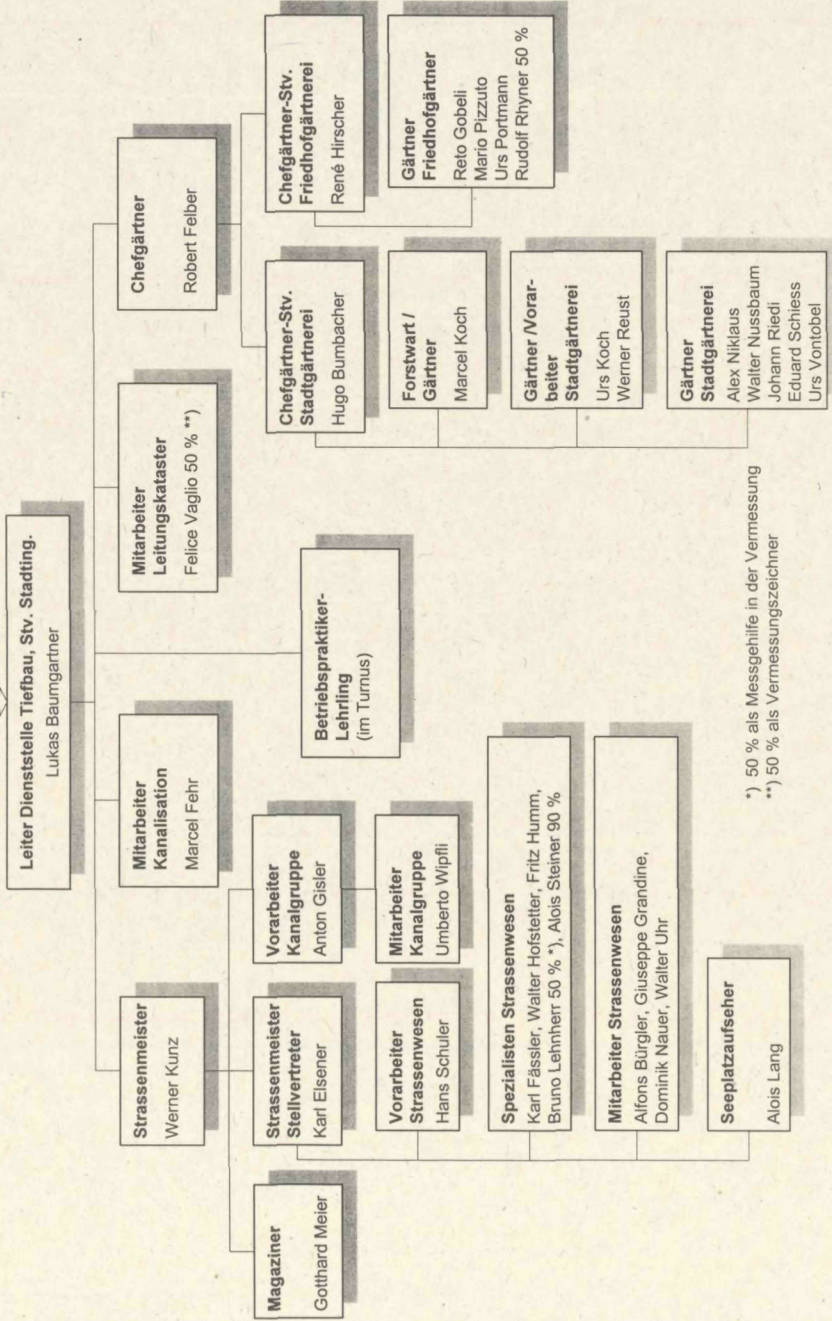 Leiter Dienststelle Tiefbau, Stv. Stadting.
Lukas Baumgartner
Strassenmeister
Werner Kunz
Mitarbeiter
Kanalisation
Marcel Fehr
Mitarbeiter
Leitungskataster
Felice Vaglio 50 % **)
Chefgärtner
Robert Felber
Magaziner
Gotthard Meier
Strassenmeister
Stellvertreter
Karl Elsener
Vorarbeiter
Kanalgruppe
Anton Gisler
Betriebspraktiker-
Lehrling
(im Turnus)
Chefgärtner-Stv.
Stadtgärtnerei
Hugo Bumbacher
Chefgärtner-Stv.
Friedhofgärtnerei
René Hirscher
Vorarbeiter
Strassenwesen
Hans Schuler
Mitarbeiter
Kanalgruppe
Umberto Wipfli
Forstwart /
Gärtner
Marcel Koch
Gärtner
Friedhofgärtner
Reto Gobeli
Mario Pizzuto
Urs Portmann
Rudolf Rhyner 50 %
Spezialisten Strassenwesen
Karl Fässler, Walter Hofstetter, Fritz Humm,
Bruno Lehnherr 50 % *), Alois Steiner 90 %
Gärtner /Vorar-
beiter
Stadtgärtnerei
Urs Koch
Werner Reust
Mitarbeiter Strassenwesen
Alfons Bürgler, Giuseppe Grandine,
Dominik Nauer, Walter Uhr
Gärtner
Stadtgärtnerei
Alex Niklaus
Walter Nussbaum
Johann Riedi
Eduard Schiess
Urs Vontobel
Seeplatzaufseher
Alois Lang
*) 50 % als Messgehilfe in der Vermessung
**) 50 % als Vermessungszeichner